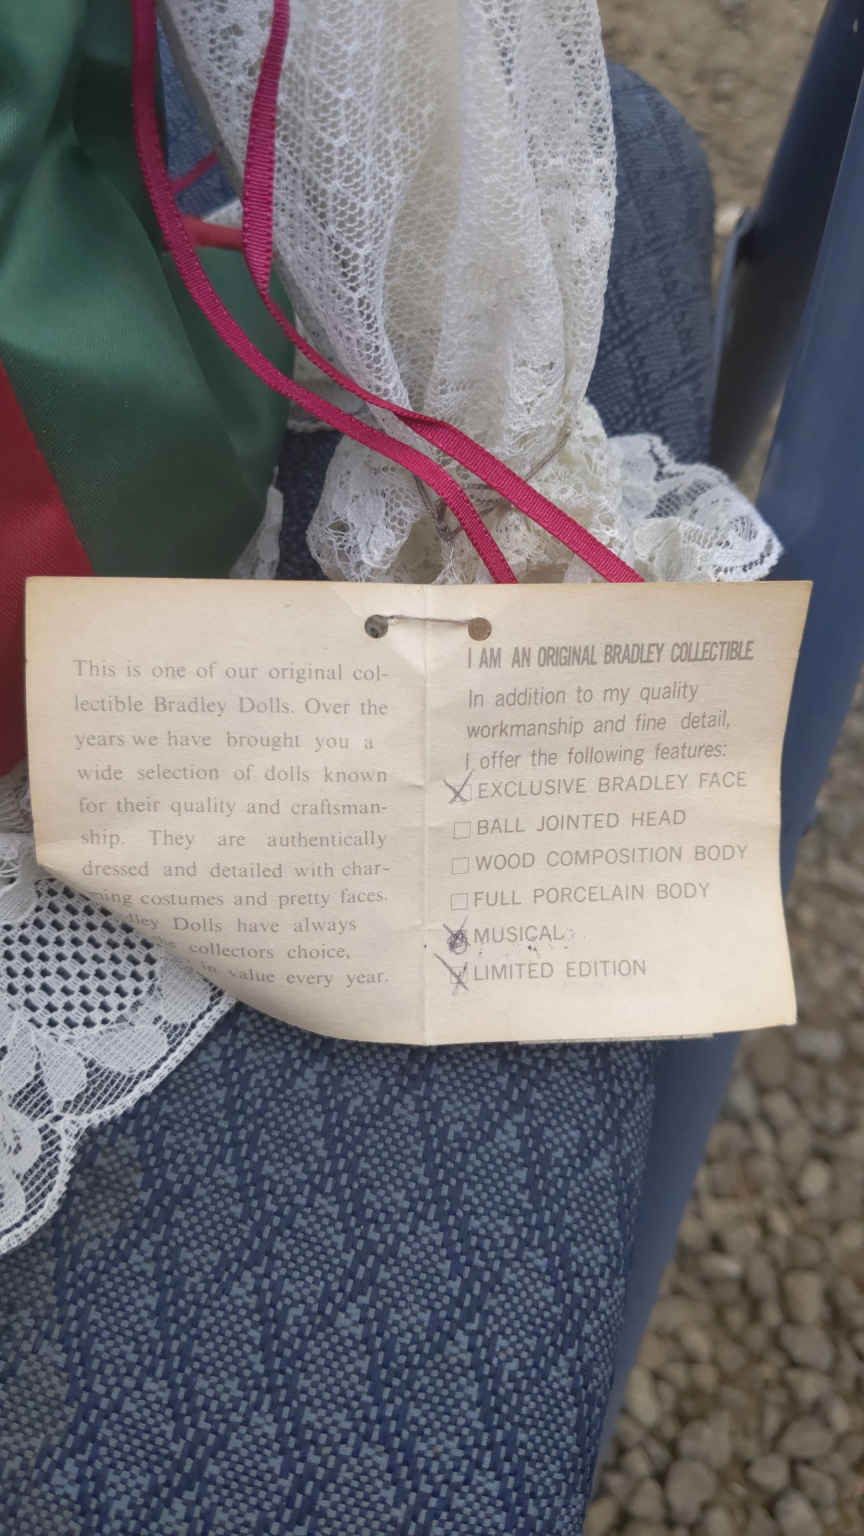 This is one of our original col-
lectible Bradley Dolls. Over the
years we have brought you a
wide selection of dolls known
for their quality and craftsman-
ship. They are authentically
dressed and detailed with char-
ming costumes and pretty faces.
dley Dolls have always
collectors choice,
in value every year.
I AM AN ORIGINAL BRADLEY COLLECTIBLE
In addition to my quality
workmanship and fine detail,
I offer the following features:
EXCLUSIVE BRADLEY FACE
BALL JOINTED HEAD
WOOD COMPOSITION BODY
FULL PORCELAIN BODY
MUSICAL
LIMITED EDITION